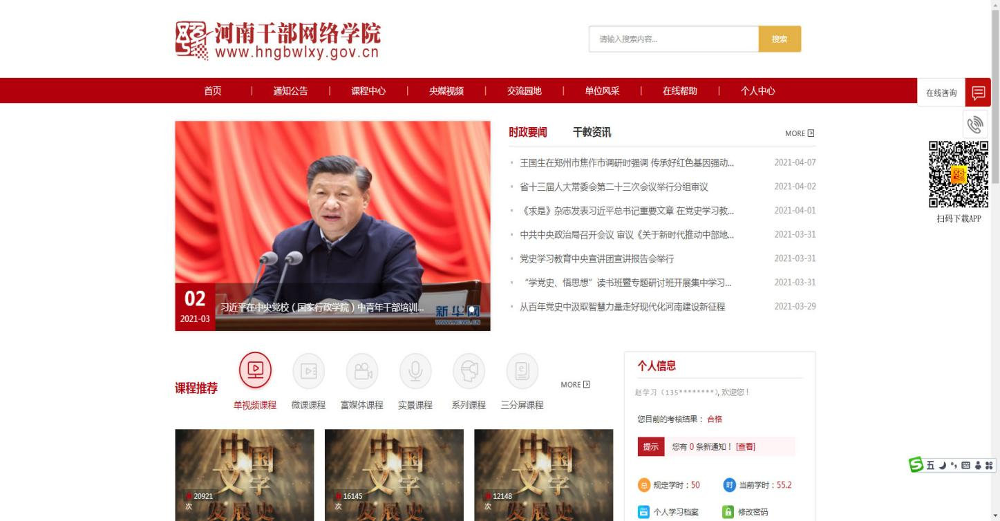 河南干部网络学院
www.hngbwlxy.gov.cn
请输入搜索内容...
搜索
首页 | 通知公告 | 课程中心 | 央媒视频 | 交流园地 | 单位风采 | 在线帮助 | 个人中心
在线咨询
扫码下载APP
02
2021-03
习近平在中央党校（国家行政学院）中青年干部培训...
新华网
WWW.NEWS.CN
时政要闻 干教资讯 MORE
王国生在郑州市焦作市调研时强调 传承好红色基因强动... 2021-04-07
省十三届人大常委会第二十三次会议举行分组审议 2021-04-02
《求是》杂志发表习近平总书记重要文章 在党史学习教... 2021-04-01
中共中央政治局召开会议 审议《关于新时代推动中部地... 2021-03-31
党史学习教育中央宣讲团宣讲报告会举行 2021-03-31
“学党史、悟思想”读书班暨专题研讨班开展集中学习... 2021-03-31
从百年党史中汲取智慧力量走好现代化河南建设新征程 2021-03-29
课程推荐
单视频课程 微课课程 富媒体课程 实景课程 系列课程 三分屏课程
MORE
中国
文字
发展史
20921
次
中国
文字
发展史
16145
次
中国
文字
发展史
12148
次
个人信息
赵学习（135********), 欢迎您！
您目前的考核结果： 合格
提示 您有 0 条新通知！ [查看]
总 规定学时：50 时 当前学时：55.2
个人学习档案 修改密码
五